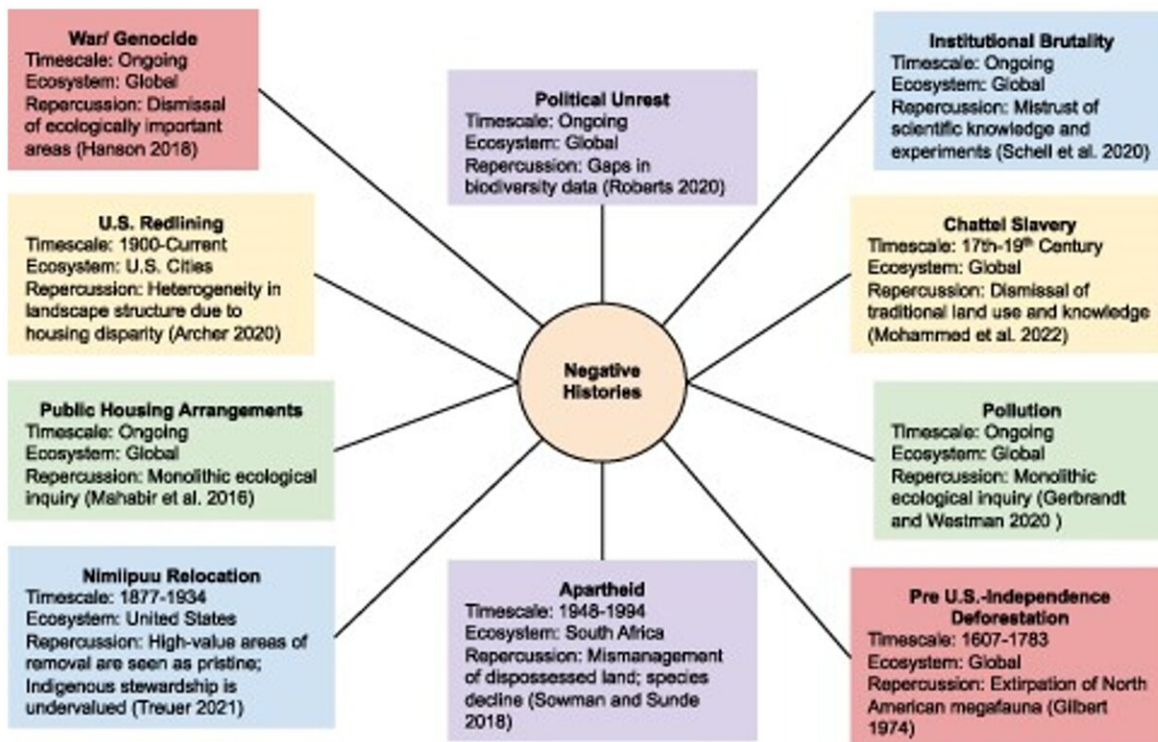 War/ Genocide
Timescale: Ongoing
Ecosystem: Global
Repercussion: Dismissal
of ecologically important
areas (Hanson 2018)
Political Unrest
Timescale: Ongoing
Ecosystem: Global
Repercussion: Gaps in
biodiversity data (Roberts 2020)
Institutional Brutality
Timescale: Ongoing
Ecosystem: Global
Repercussion: Mistrust of
scientific knowledge and
experiments (Schell et al. 2020)
U.S. Redlining
Timescale: 1900-Current
Ecosystem: U.S. Cities
Repercussion: Heterogeneity in
landscape structure due to
housing disparity (Archer 2020)
Chattel Slavery
Timescale: 17th-19th Century
Ecosystem: Global
Repercussion: Dismissal of
traditional land use and knowledge
(Mohammed et al. 2022)
Negative
Histories
Public Housing Arrangements
Timescale: Ongoing
Ecosystem: Global
Repercussion: Monolithic ecological
inquiry (Mahabir et al. 2016)
Pollution
Timescale: Ongoing
Ecosystem: Global
Repercussion: Monolithic
ecological inquiry (Gerbrandt
and Westman 2020 )
Nimiipuu Relocation
Timescale: 1877-1934
Ecosystem: United States
Repercussion: High-value areas of
removal are seen as pristine;
Indigenous stewardship is
undervalued (Treuer 2021)
Apartheid
Timescale: 1948-1994
Ecosystem: South Africa
Repercussion: Mismanagement
of dispossessed land; species
decline (Sowman and Sunde
2018)
Pre U.S.-Independence
Deforestation
Timescale: 1607-1783
Ecosystem: Global
Repercussion: Extirpation of North
American megafauna (Gilbert
1974)